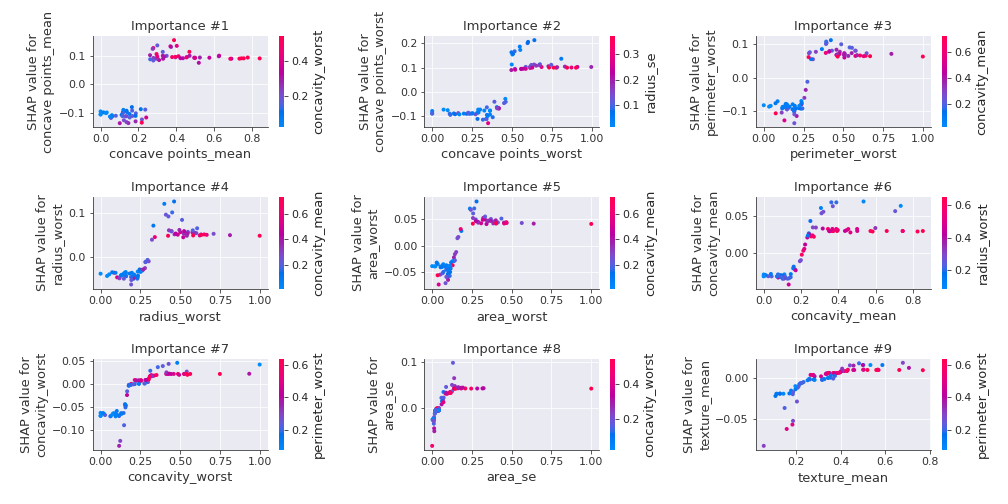 Importance #1
SHAP value for
concave points_mean
0.1
0.0
−0.1
0.0
0.2
0.4
0.6
0.8
concave points_mean
0.4
0.2
concavity_worst
Importance #2
SHAP value for
concave points_worst
0.2
0.1
0.0
−0.1
0.00
0.25
0.50
0.75
1.00
concave points_worst
0.3
0.2
0.1
radius_se
Importance #3
SHAP value for
perimeter_worst
0.1
0.0
−0.1
0.00
0.25
0.50
0.75
1.00
perimeter_worst
0.6
0.4
0.2
concavity_mean
Importance #4
SHAP value for
radius_worst
0.1
0.0
0.00
0.25
0.50
0.75
1.00
radius_worst
0.6
0.4
0.2
concavity_mean
Importance #5
SHAP value for
area_worst
0.05
0.00
−0.05
0.00
0.25
0.50
0.75
1.00
area_worst
0.6
0.4
0.2
concavity_mean
Importance #6
SHAP value for
concavity_mean
0.05
0.00
0.0
0.2
0.4
0.6
0.8
concavity_mean
0.6
0.4
0.2
radius_worst
Importance #7
SHAP value for
concavity_worst
0.05
0.00
−0.05
−0.10
0.00
0.25
0.50
0.75
1.00
concavity_worst
0.6
0.4
0.2
perimeter_worst
Importance #8
SHAP value for
area_se
0.1
0.0
0.00
0.25
0.50
0.75
1.00
area_se
0.4
0.2
concavity_worst
Importance #9
SHAP value for
texture_mean
0.00
−0.05
0.2
0.4
0.6
0.8
texture_mean
0.6
0.4
0.2
perimeter_worst